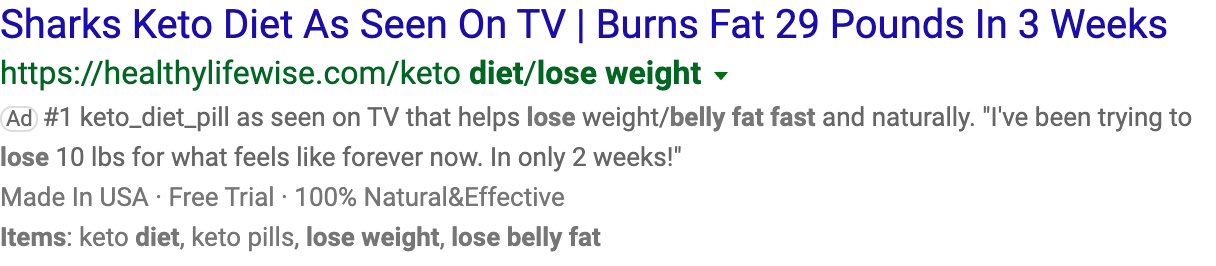 Sharks Keto Diet As Seen On TV | Burns Fat 29 Pounds In 3 Weeks
https://healthylifewise.com/keto diet/lose weight
Ad #1 keto_diet_pill as seen on TV that helps lose weight/belly fat fast and naturally. "I've been trying to
lose 10 lbs for what feels like forever now. In only 2 weeks!"
Made In USA · Free Trial · 100% Natural&Effective
Items: keto diet, keto pills, lose weight, lose belly fat